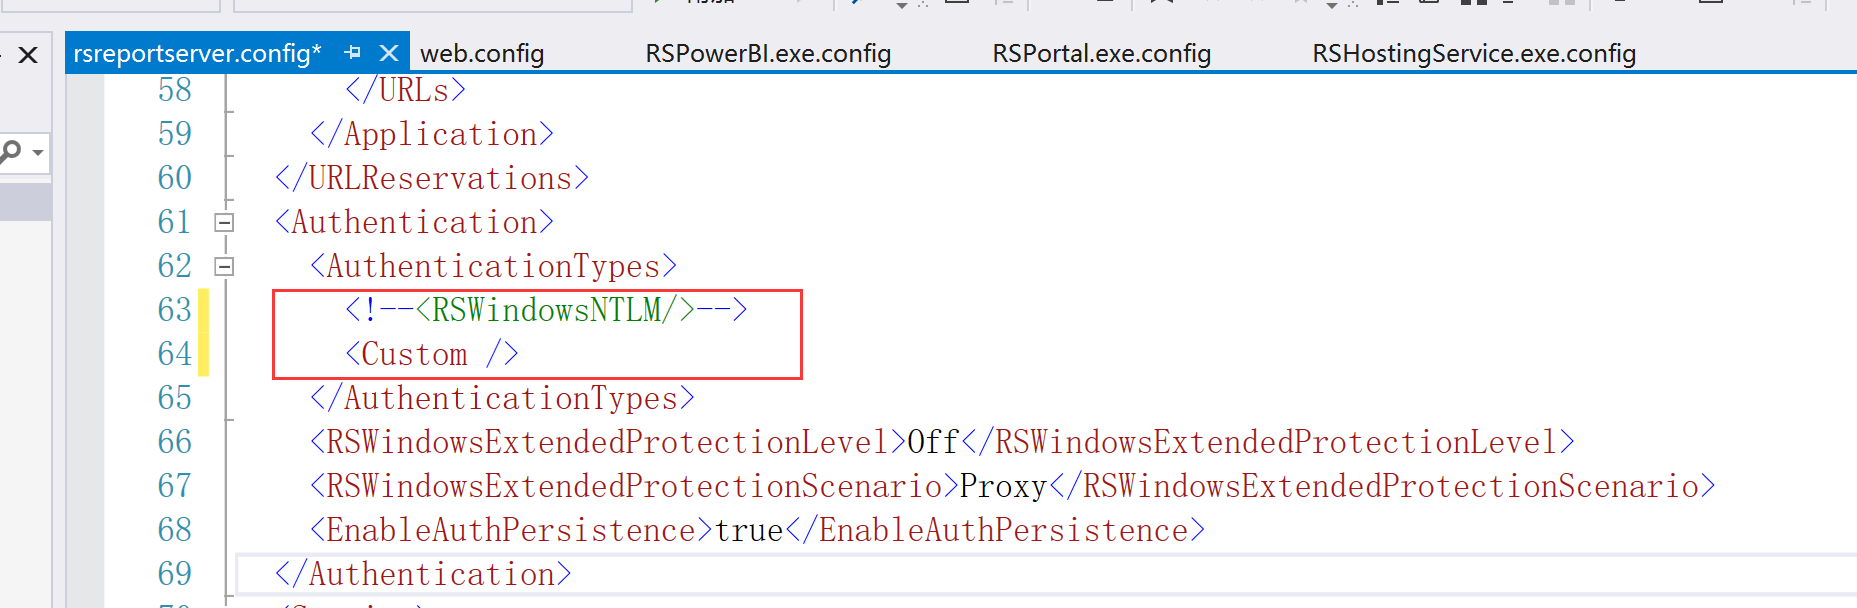 rsreportserver.config* web.config RSPowerBI.exe.config RSPortal.exe.config RSHostingService.exe.config
58 </URLs>
59 </Application>
60 </URLReservations>
61 <Authentication>
62 <AuthenticationTypes>
63 <!--<RSWindowsNTLM/>-->
64 <Custom />
65 </AuthenticationTypes>
66 <RSWindowsExtendedProtectionLevel>Off</RSWindowsExtendedProtectionLevel>
67 <RSWindowsExtendedProtectionScenario>Proxy</RSWindowsExtendedProtectionScenario>
68 <EnableAuthPersistence>true</EnableAuthPersistence>
69 </Authentication>